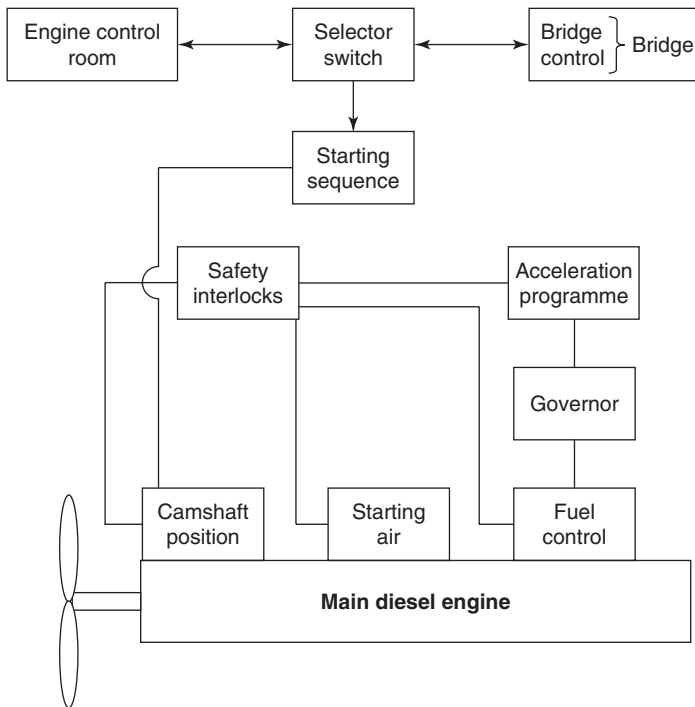 Engine control
room
Selector
switch
Bridge
control
Bridge
Starting
sequence
Safety
interlocks
Acceleration
programme
Governor
Camshaft
position
Starting
air
Fuel
control
Main diesel engine